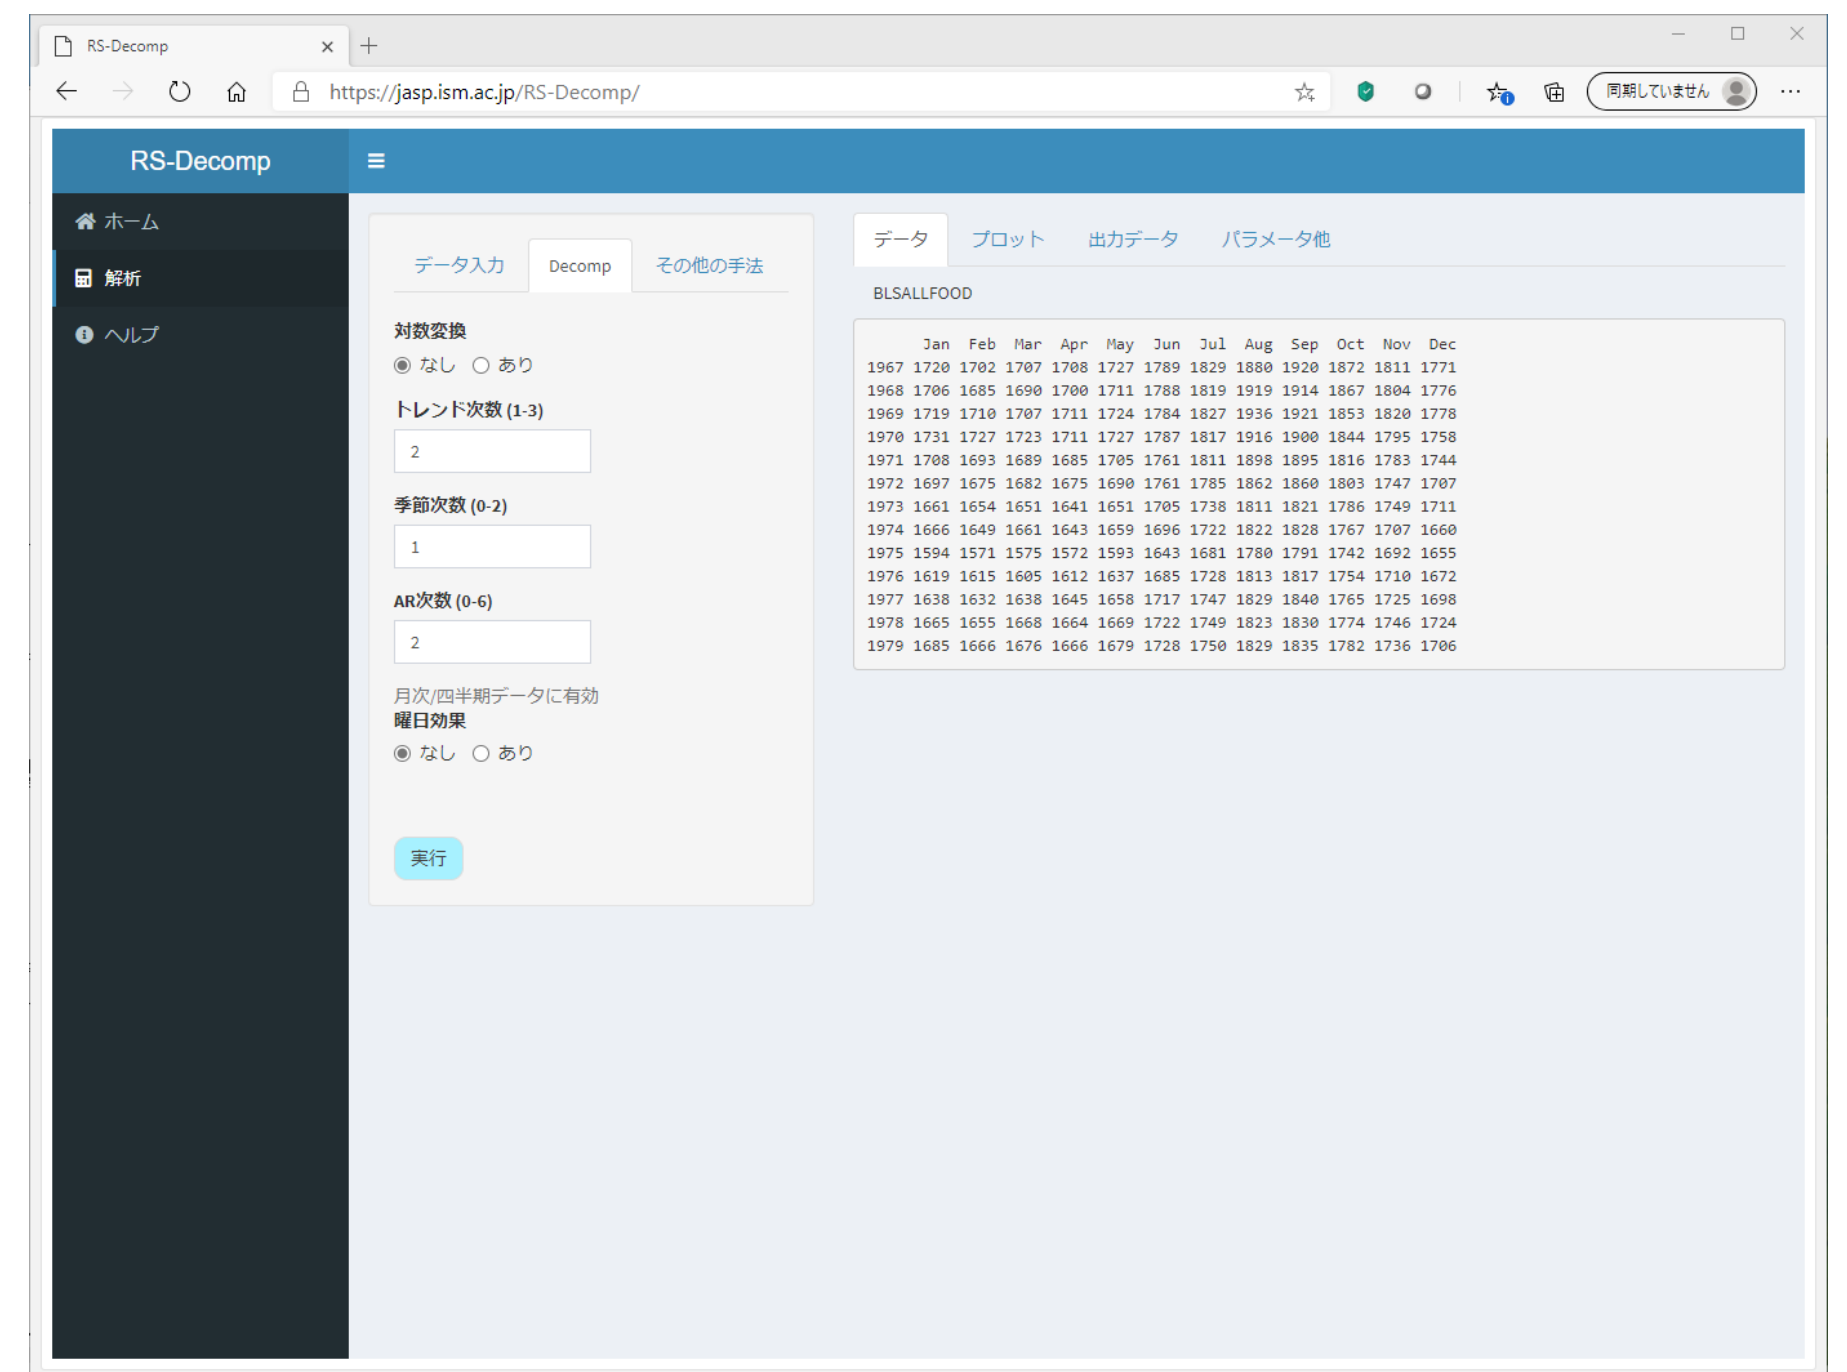 RS-Decomp
https://jasp.ism.ac.jp/RS-Decomp/
同期していません
RS-Decomp
ホーム
解析
ヘルプ
データ入力 Decomp その他の手法
対数変換
なし あり
トレンド次数 (1-3)
2
季節次数 (0-2)
1
AR次数 (0-6)
2
月次/四半期データに有効
曜日効果
なし あり
実行
データ プロット 出力データ パラメータ他
BLSALLFOOD
Jan Feb Mar Apr May Jun Jul Aug Sep Oct Nov Dec
1967 1720 1702 1707 1708 1727 1789 1829 1880 1920 1872 1811 1771
1968 1706 1685 1690 1700 1711 1788 1819 1919 1914 1867 1804 1776
1969 1719 1710 1707 1711 1724 1784 1827 1936 1921 1853 1820 1778
1970 1731 1727 1723 1711 1727 1787 1817 1916 1900 1844 1795 1758
1971 1708 1693 1689 1685 1705 1761 1811 1898 1895 1816 1783 1744
1972 1697 1675 1682 1675 1690 1761 1785 1862 1860 1803 1747 1707
1973 1661 1654 1651 1641 1651 1705 1738 1811 1821 1786 1749 1711
1974 1666 1649 1661 1643 1659 1696 1722 1822 1828 1767 1707 1660
1975 1594 1571 1575 1572 1593 1643 1681 1780 1791 1742 1692 1655
1976 1619 1615 1605 1612 1637 1685 1728 1813 1817 1754 1710 1672
1977 1638 1632 1638 1645 1658 1717 1747 1829 1840 1765 1725 1698
1978 1665 1655 1668 1664 1669 1722 1749 1823 1830 1774 1746 1724
1979 1685 1666 1676 1666 1679 1728 1750 1829 1835 1782 1736 1706